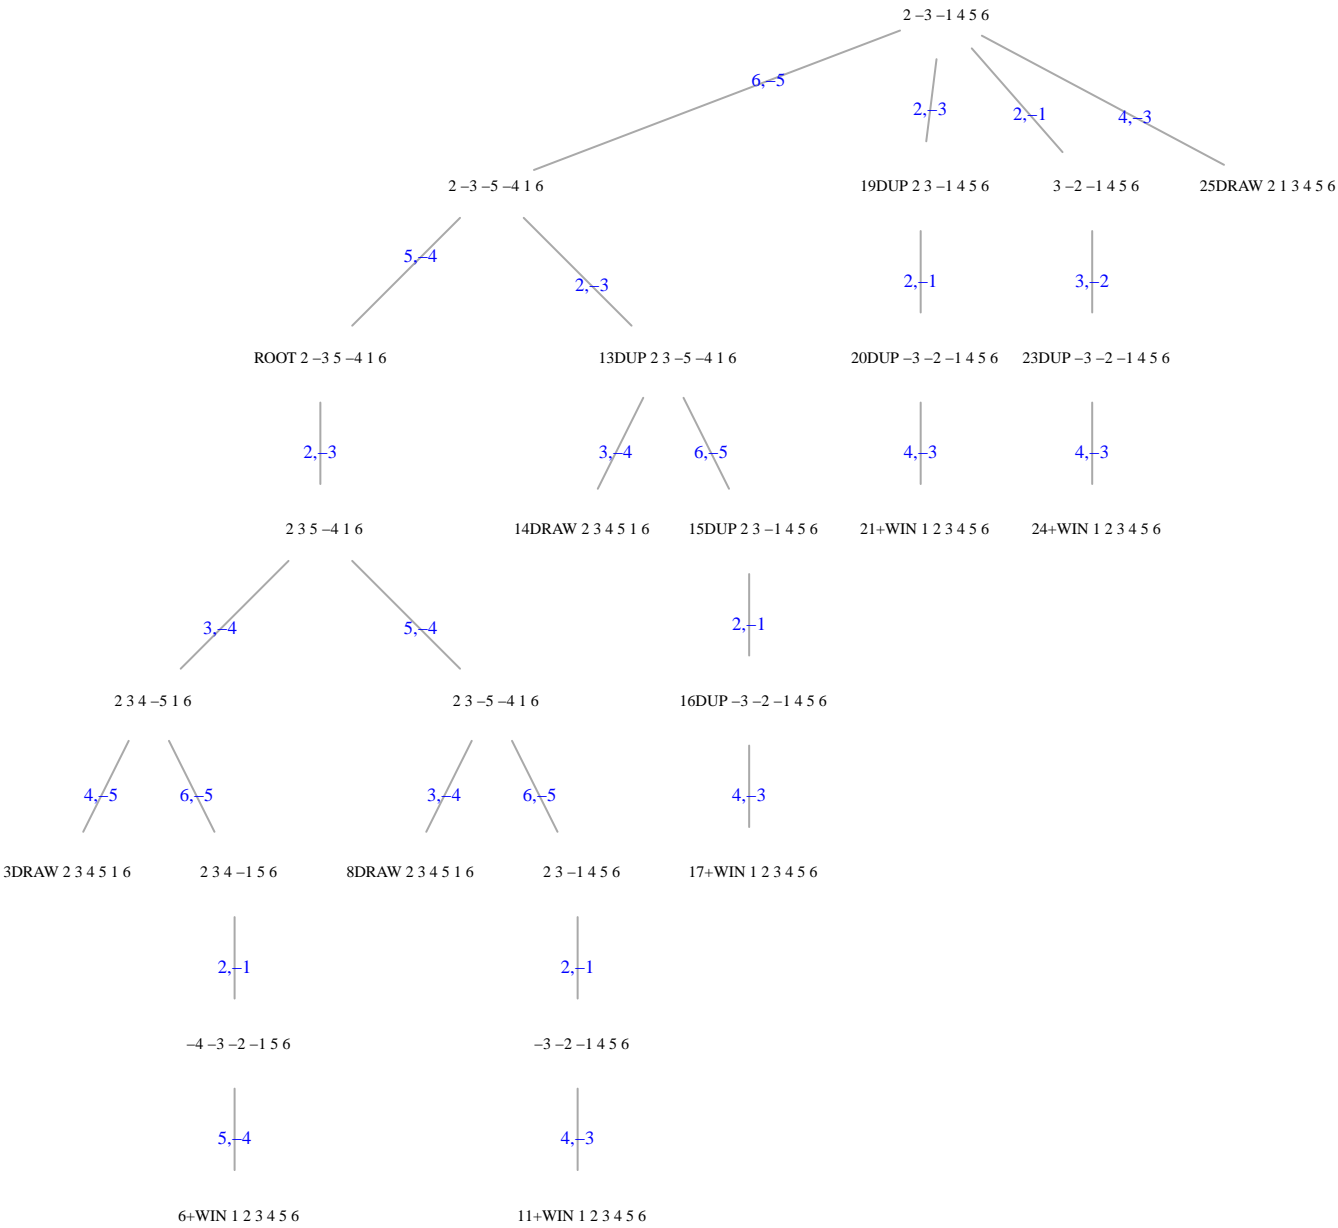 2 –3 –1 4 5 6
6,–5
2,–3
2,–1
4,–3
2 –3 –5 –4 1 6
19DUP 2 3 –1 4 5 6
3 –2 –1 4 5 6
25DRAW 2 1 3 4 5 6
5,–4
2,–3
2,–1
3,–2
ROOT 2 –3 5 –4 1 6
13DUP 2 3 –5 –4 1 6
20DUP –3 –2 –1 4 5 6
23DUP –3 –2 –1 4 5 6
2,–3
3,–4
6,–5
4,–3
4,–3
2 3 5 –4 1 6
14DRAW 2 3 4 5 1 6
15DUP 2 3 –1 4 5 6
21+WIN 1 2 3 4 5 6
24+WIN 1 2 3 4 5 6
3,–4
5,–4
2,–1
2 3 4 –5 1 6
2 3 –5 –4 1 6
16DUP –3 –2 –1 4 5 6
4,–5
6,–5
3,–4
6,–5
4,–3
3DRAW 2 3 4 5 1 6
2 3 4 –1 5 6
8DRAW 2 3 4 5 1 6
2 3 –1 4 5 6
17+WIN 1 2 3 4 5 6
2,–1
2,–1
–4 –3 –2 –1 5 6
–3 –2 –1 4 5 6
5,–4
4,–3
6+WIN 1 2 3 4 5 6
11+WIN 1 2 3 4 5 6